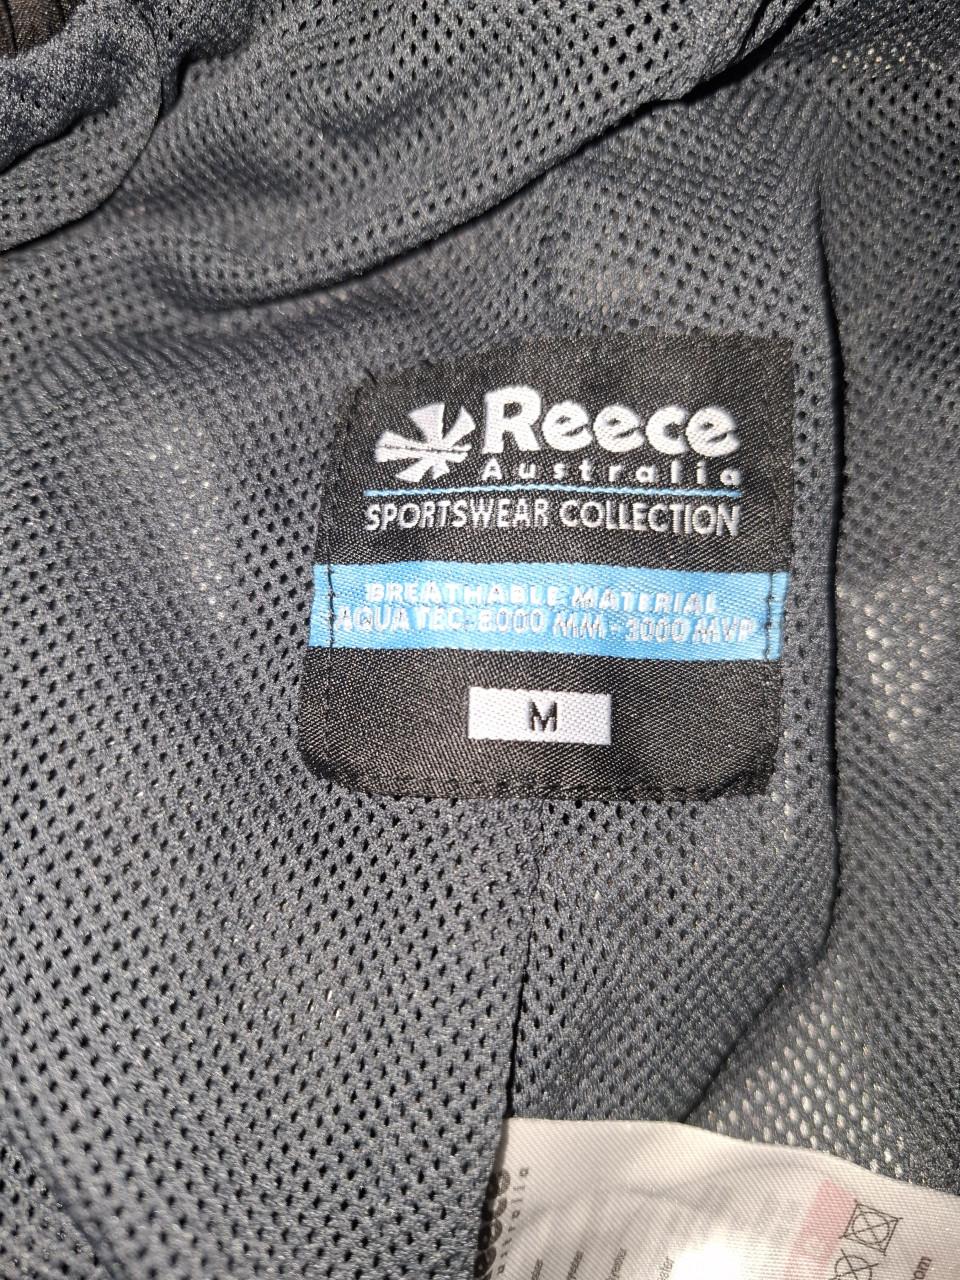 Reece
Australia
SPORTSWEAR COLLECTION
BREATHABLE MATERIAL
AQUA TEC-8000 MM - 3000 MVP
M